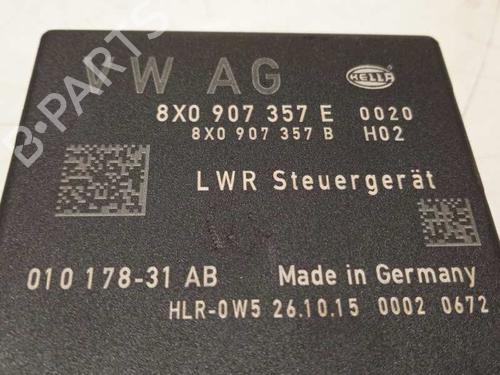 VW AG
HELLA
8X0 907 357 E 0020
8X0 907 357 B H02
LWR Steuergerät
010 178-31 AB Made in Germany
HLR-0W5 26.10.15 0002 0672
B-PARTS